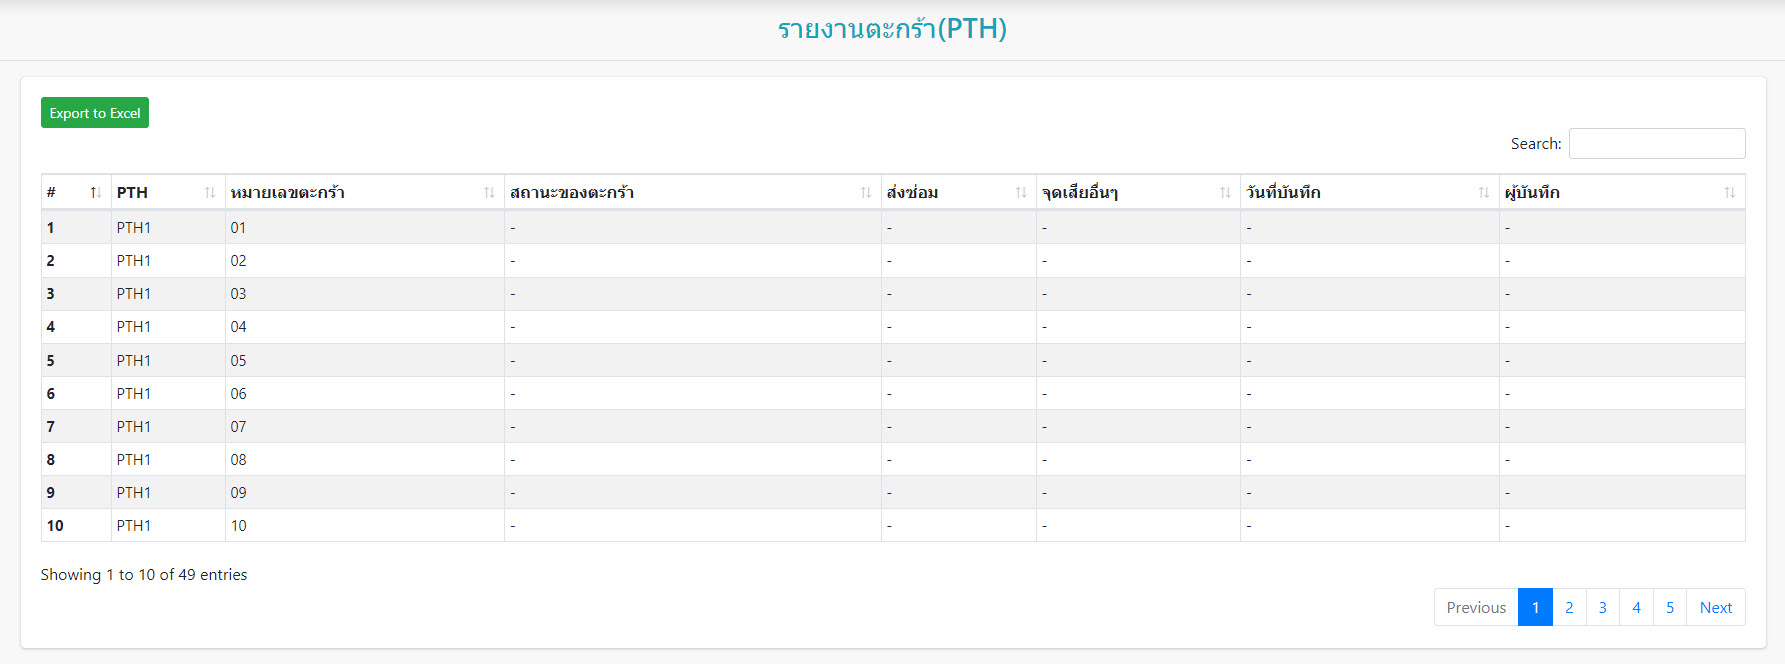 รายงานตะกร้า(PTH)
Export to Excel
Search:
# PTH หมายเลขตะกร้า สถานะของตะกร้า ส่งซ่อม จุดเสียอื่นๆ วันที่บันทึก ผู้บันทึก
1 PTH1 01 - - - - -
2 PTH1 02 - - - - -
3 PTH1 03 - - - - -
4 PTH1 04 - - - - -
5 PTH1 05 - - - - -
6 PTH1 06 - - - - -
7 PTH1 07 - - - - -
8 PTH1 08 - - - - -
9 PTH1 09 - - - - -
10 PTH1 10 - - - - -
Showing 1 to 10 of 49 entries
Previous 1 2 3 4 5 Next